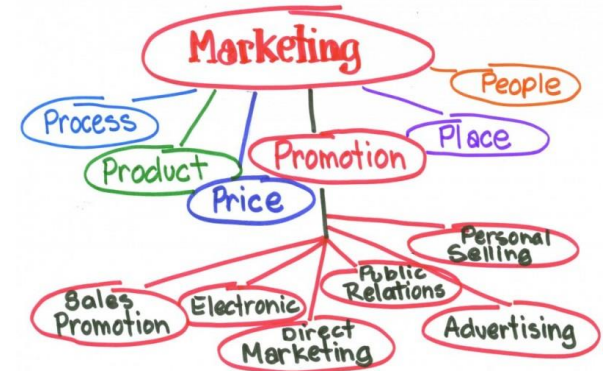 Marketing
People
Process
Place
Product
Promotion
Price
Personal
Selling
Public
Relations
Sales
Promotion
Electronic
Direct
Marketing
Advertising